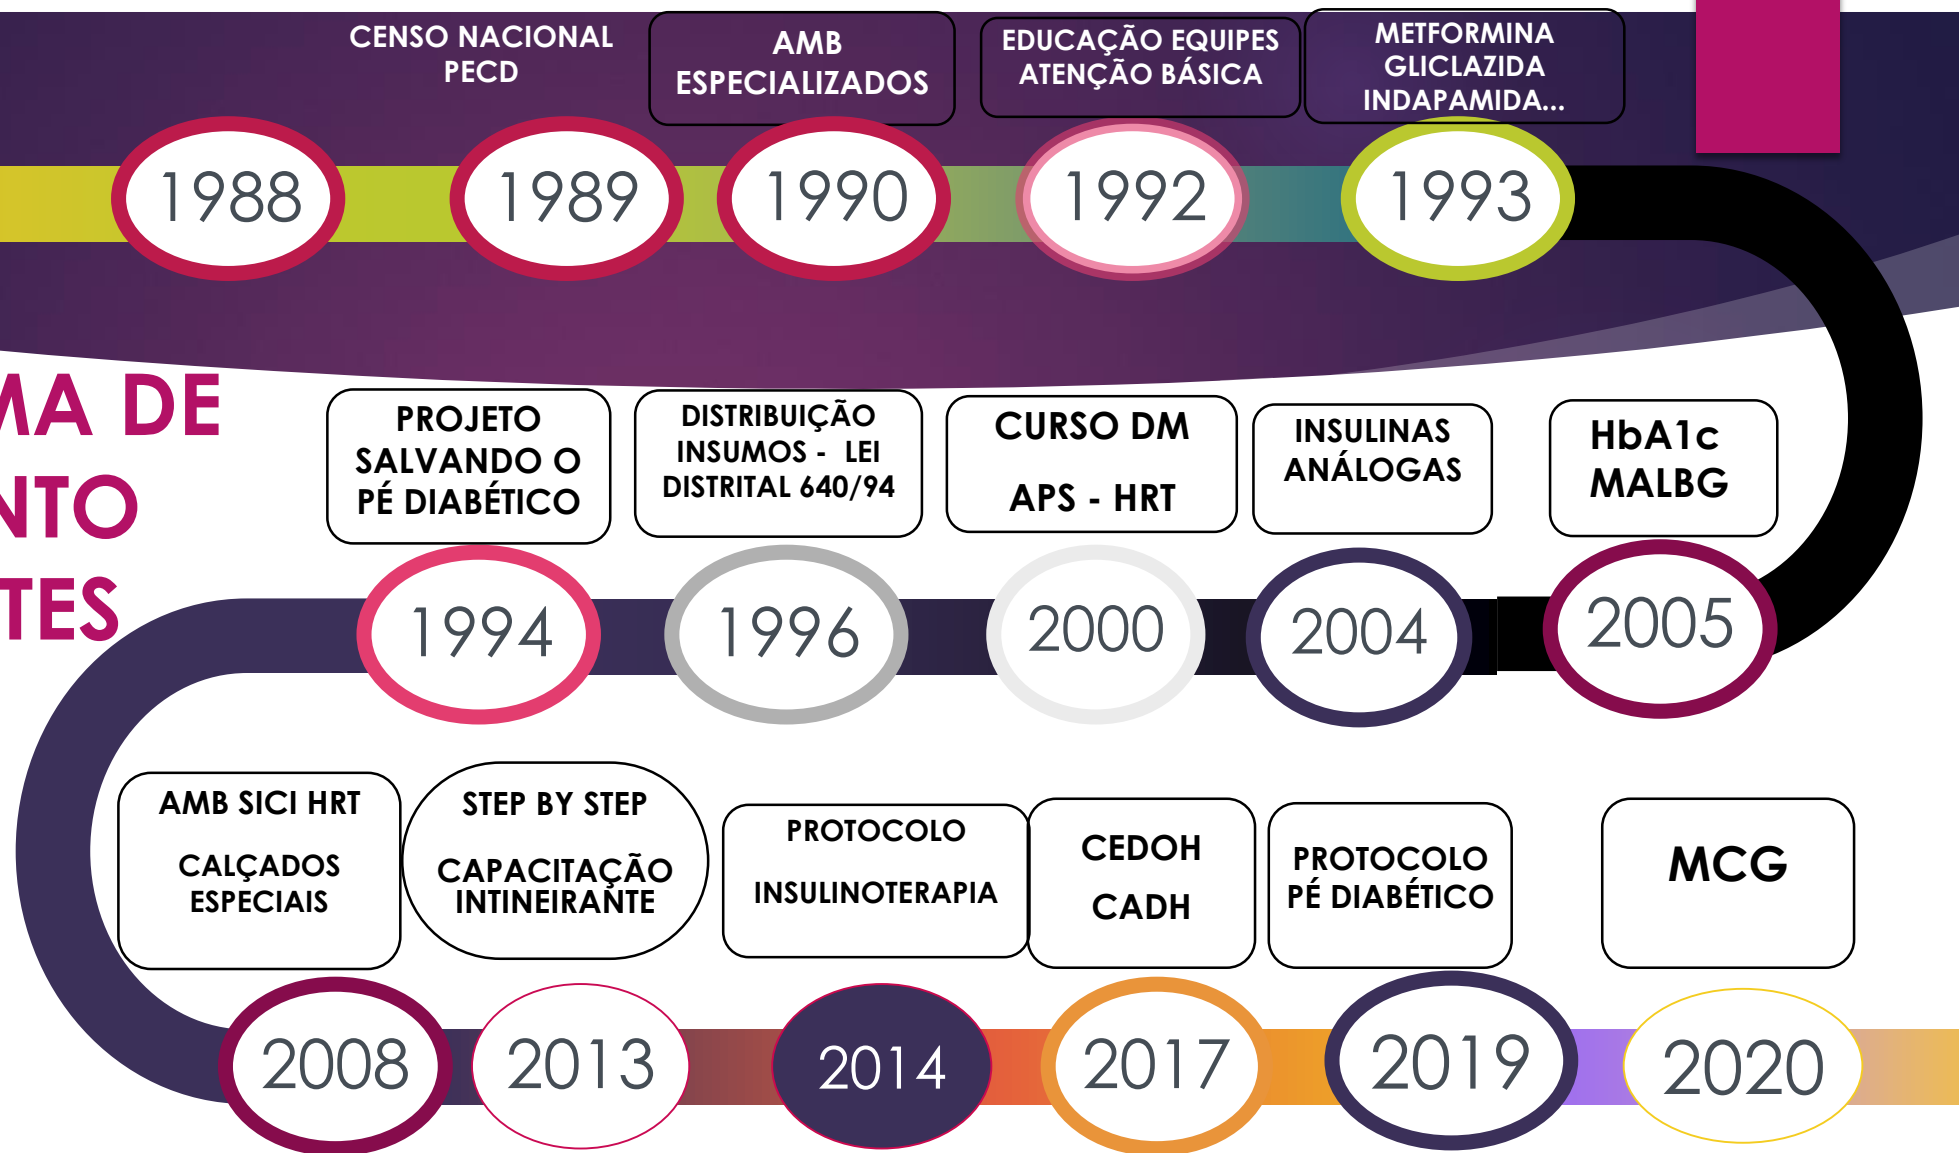 CENSO NACIONAL
PECD
AMB
ESPECIALIZADOS
EDUCAÇÃO EQUIPES
ATENÇÃO BÁSICA
METFORMINA
GLICLAZIDA
INDAPAMIDA...
1988
1989
1990
1992
1993
MA DE
NTO
TES
PROJETO
SALVANDO O
PÉ DIABÉTICO
DISTRIBUIÇÃO
INSUMOS - LEI
DISTRITAL 640/94
CURSO DM
APS - HRT
INSULINAS
ANÁLOGAS
HbA1c
MALBG
1994
1996
2000
2004
2005
AMB SICI HRT
CALÇADOS
ESPECIAIS
STEP BY STEP
CAPACITAÇÃO
INTINEIRANTE
PROTOCOLO
INSULINOTERAPIA
CEDOH
CADH
PROTOCOLO
PÉ DIABÉTICO
MCG
2008
2013
2014
2017
2019
2020